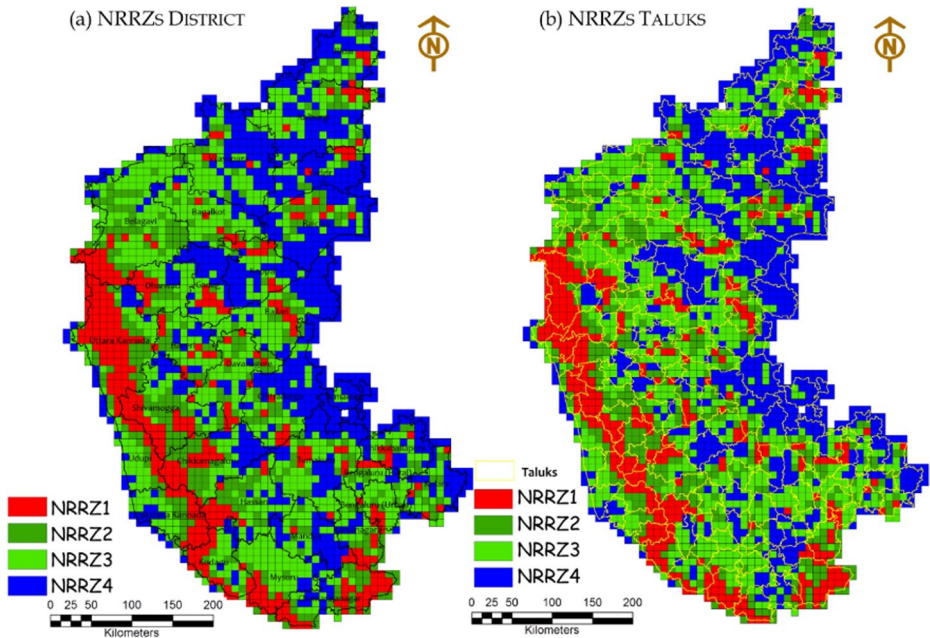 (a) NRRZS DISTRICT
N
Belagavi
Bagalkot
Dharwad
Uttara Kannada
Shivamogga
Udupi
Chikkamagaluru
Hassan
Mysuru
NRRZ1
NRRZ2
NRRZ3
NRRZ4
0 25 50 100 150 200
Kilometers
(b) NRRZS TALUKS
N
Taluks
NRRZ1
NRRZ2
NRRZ3
NRRZ4
0 25 50 100 150 200
Kilometers